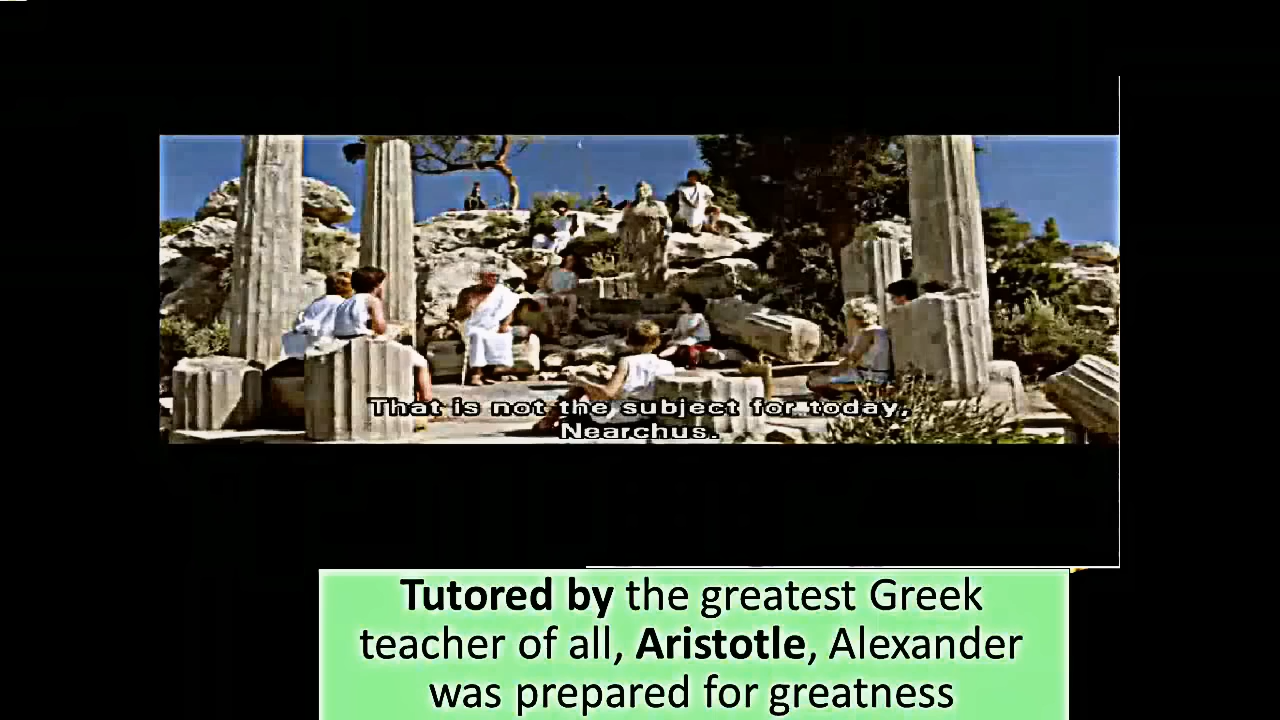 That is not the subject for today,
Nearchus.
Tutored by the greatest Greek
teacher of all, Aristotle, Alexander
was prepared for greatness